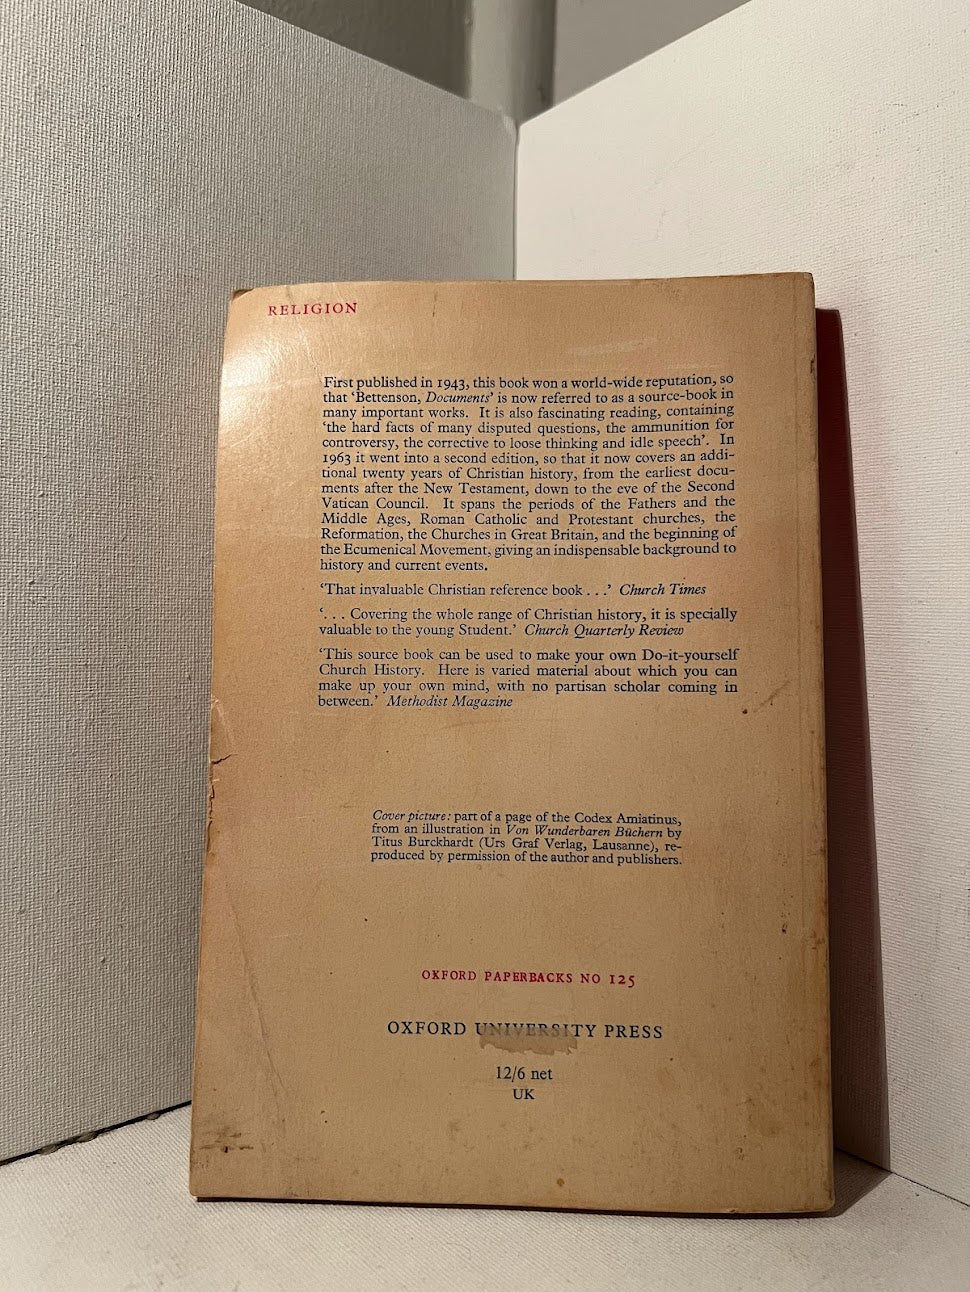 RELIGION
First published in 1943, this book won a world-wide reputation, so
that ‘Bettenson, Documents’ is now referred to as a source-book in
many important works. It is also fascinating reading, containing
‘the hard facts of many disputed questions, the ammunition for
controversy, the corrective to loose thinking and idle speech’. In
1963 it went into a second edition, so that it now covers an addi-
tional twenty years of Christian history, from the earliest docu-
ments after the New Testament, down to the eve of the Second
Vatican Council. It spans the periods of the Fathers and the
Middle Ages, Roman Catholic and Protestant churches, the
Reformation, the Churches in Great Britain, and the beginning of
the Ecumenical Movement, giving an indispensable background to
history and current events.
‘That invaluable Christian reference book . . .’ Church Times
‘. . . Covering the whole range of Christian history, it is specially
valuable to the young Student.’ Church Quarterly Review
‘This source book can be used to make your own Do-it-yourself
Church History. Here is varied material about which you can
make up your own mind, with no partisan scholar coming in
between.’ Methodist Magazine
Cover picture: part of a page of the Codex Amiatinus,
from an illustration in Von Wunderbaren Büchern by
Titus Burckhardt (Urs Graf Verlag, Lausanne), re-
produced by permission of the author and publishers.
OXFORD PAPERBACKS NO 125
OXFORD UNIVERSITY PRESS
12/6 net
UK